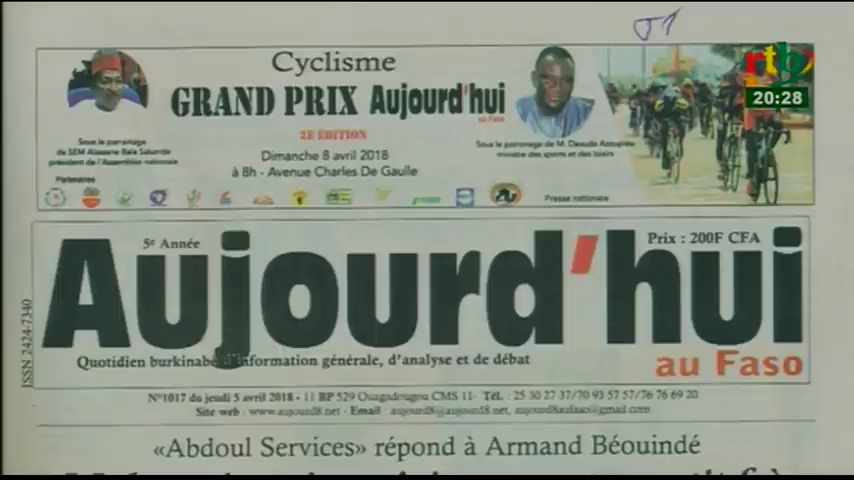 rtb
20:28
Cyclisme
GRAND PRIX Aujourd'hui
au Faso
2E ÉDITION
Dimanche 8 avril 2018
à 8h - Avenue Charles De Gaulle
Sous le parrainage
de SEM Alassane Bala Sakandé
président de l'Assemblée nationale
Sous le patronage de M. Daouda Azoupiou
ministre des sports et des loisirs
Partenaires
Presse nationale
5e Année
Prix : 200F CFA
Aujourd'hui
au Faso
Quotidien burkinabè d'information générale, d'analyse et de débat
ISSN 2424-7340
N°1017 du jeudi 5 avril 2018 - 11 BP 529 Ouagadougou CMS 11- Tél. : 25 30 27 37/70 93 57 57/76 76 69 20
Site web : www.aujourd8.net - Email : aujourd8@aujourd8.net, aujourd8aufaso@gmail.com
«Abdoul Services» répond à Armand Béouindé